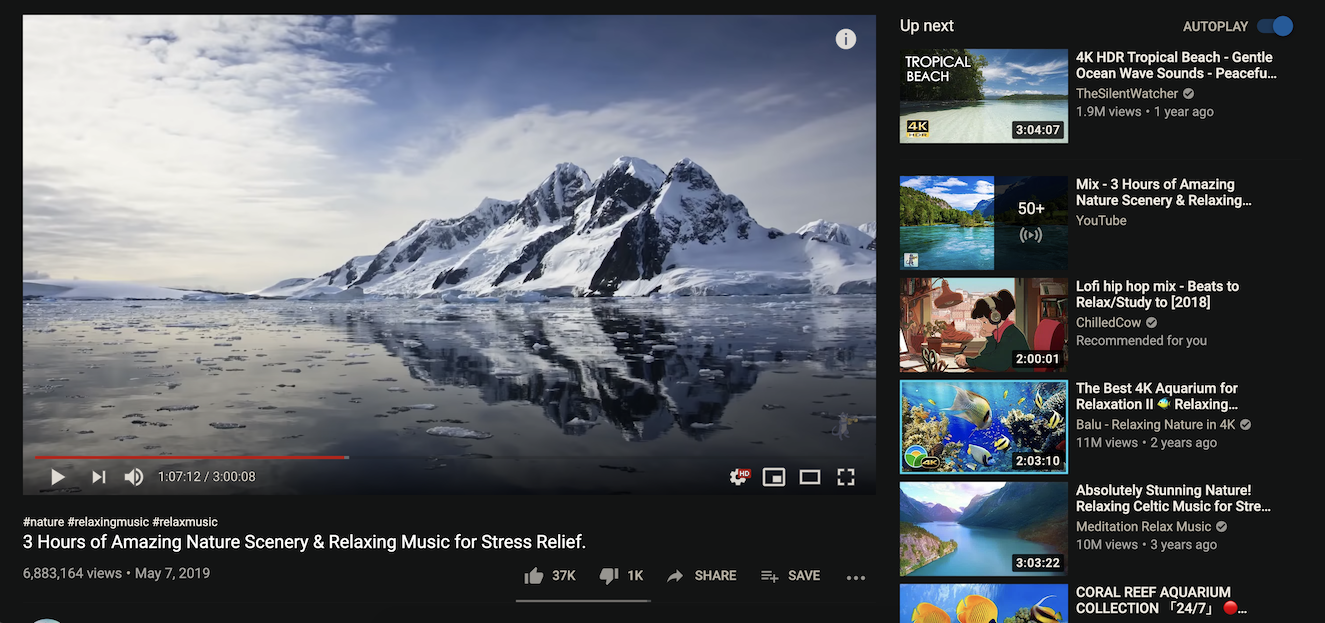 1:07:12 / 3:00:08
HD
#nature #relaxingmusic #relaxmusic
3 Hours of Amazing Nature Scenery & Relaxing Music for Stress Relief.
6,883,164 views • May 7, 2019
37K
1K
SHARE
SAVE
Up next
AUTOPLAY
TROPICAL
BEACH
4K
HDR
3:04:07
4K HDR Tropical Beach - Gentle
Ocean Wave Sounds - Peacefu...
TheSilentWatcher
1.9M views • 1 year ago
50+
Mix - 3 Hours of Amazing
Nature Scenery & Relaxing...
YouTube
2:00:01
Lofi hip hop mix - Beats to
Relax/Study to [2018]
ChilledCow
Recommended for you
4K
2:03:10
The Best 4K Aquarium for
Relaxation II 🐠 Relaxing...
Balu - Relaxing Nature in 4K
11M views • 2 years ago
3:03:22
Absolutely Stunning Nature!
Relaxing Celtic Music for Stre...
Meditation Relax Music
10M views • 3 years ago
CORAL REEF AQUARIUM
COLLECTION 「24/7」 🔴...